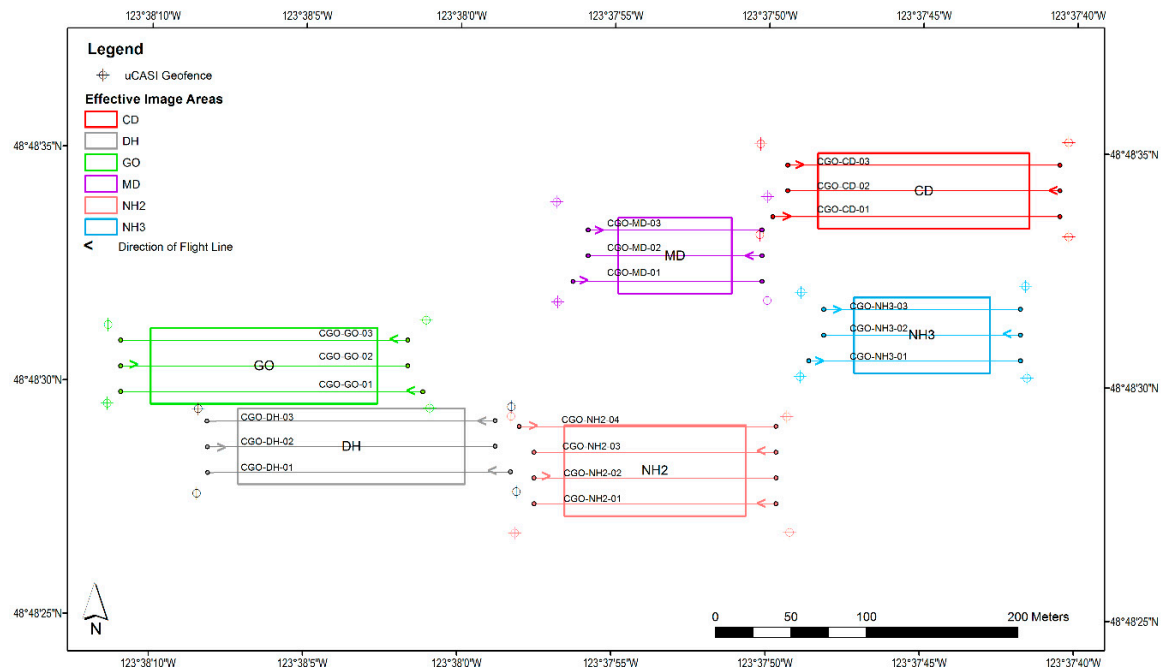 123°38'10"W 123°38'5"W 123°38'0"W 123°37'55"W 123°37'50"W 123°37'45"W 123°37'40"W
Legend
uCASI Geofence
Effective Image Areas
CD
DH
GO
MD
NH2
NH3
< Direction of Flight Line
48°48'35"N
48°48'35"N
CGO-CD-03
CGO-CD-02
CD
CGO-CD-01
CGO-MD-03
CGO-MD-02
MD
CGO-MD-01
CGO-NH3-03
CGO-NH3-02
NH3
CGO-NH3-01
CGO-GO-03
CGO-GO-02
GO
CGO-GO-01
48°48'30"N
48°48'30"N
CGO-DH-03
CGO-DH-02
DH
CGO-DH-01
CGO-NH2-04
CGO-NH2-03
CGO-NH2-02
NH2
CGO-NH2-01
48°48'25"N
48°48'25"N
N
0 50 100 200 Meters
123°38'10"W 123°38'5"W 123°38'0"W 123°37'55"W 123°37'50"W 123°37'45"W 123°37'40"W